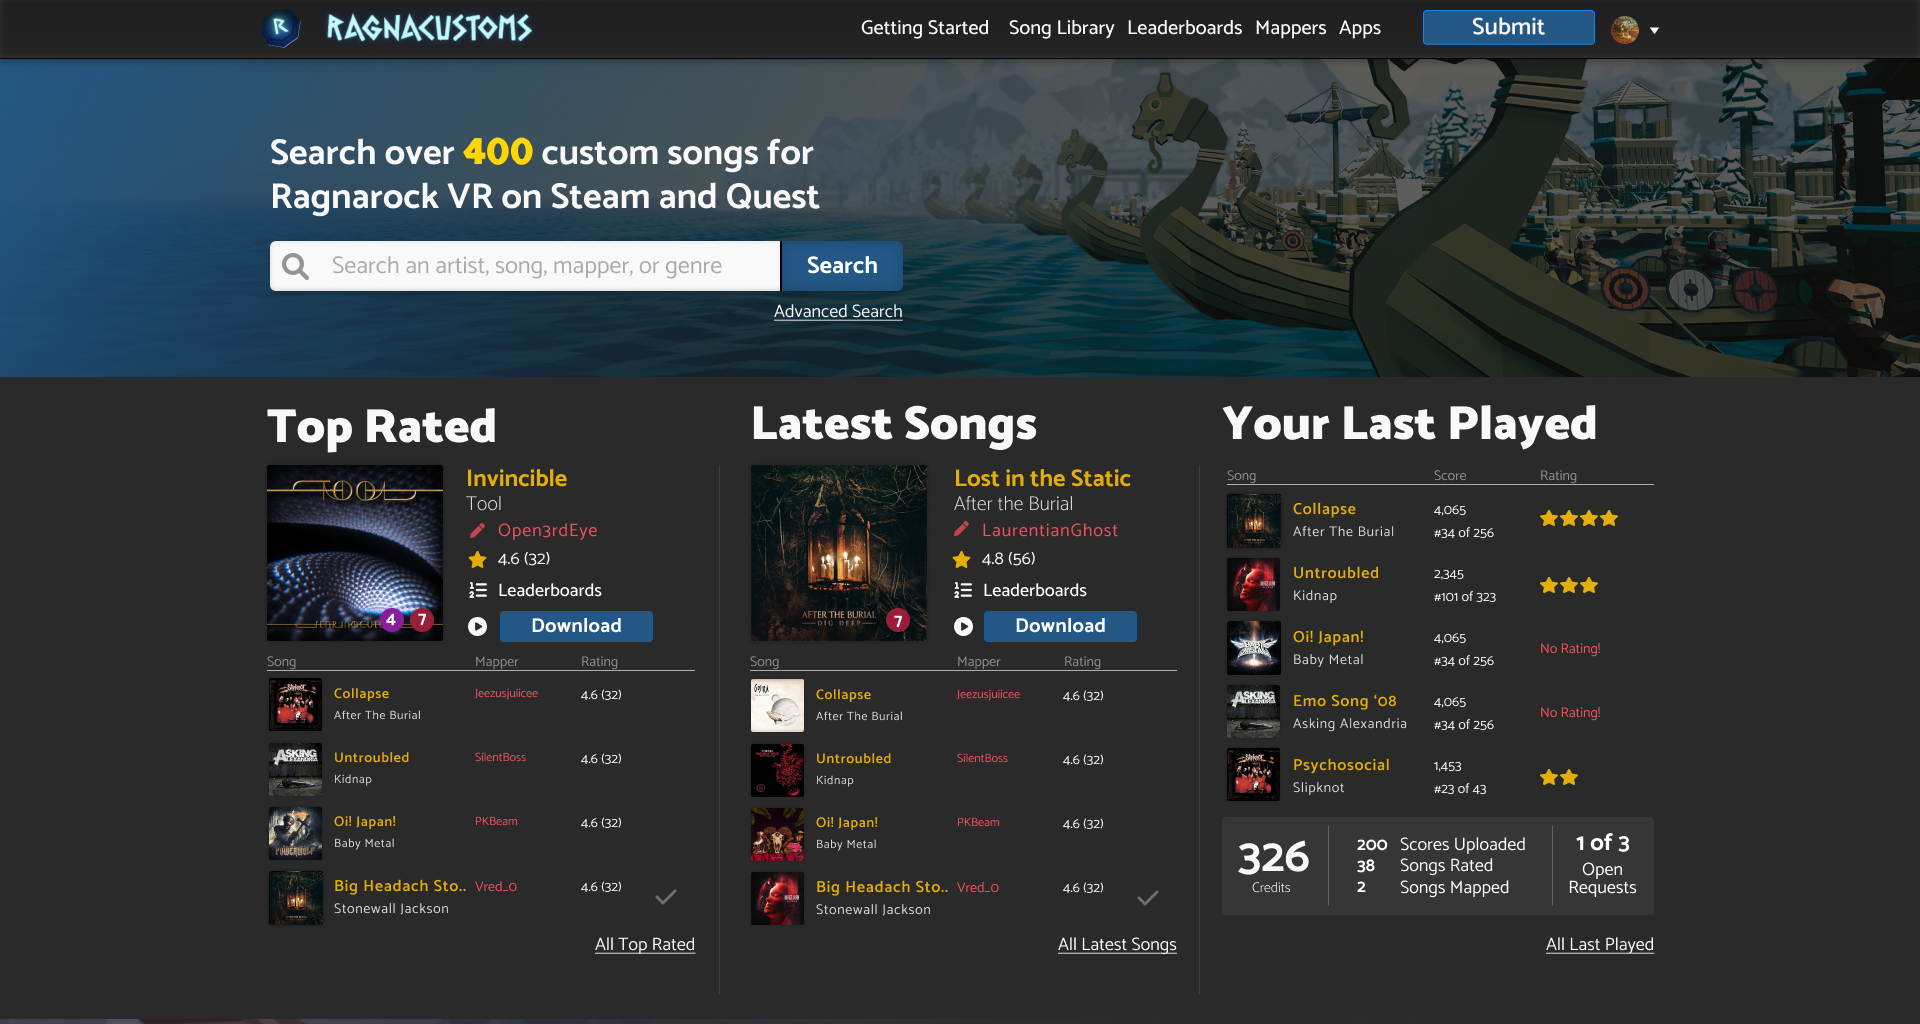 RAGNACUSTOMS
Getting Started Song Library Leaderboards Mappers Apps Submit
Search over 400 custom songs for
Ragnarock VR on Steam and Quest
Search an artist, song, mapper, or genre
Search
Advanced Search
Top Rated
TOOL
4 7
Invincible
Tool
Open3rdEye
4.6 (32)
Leaderboards
Download
Song Mapper Rating
Collapse Jeezusjuiicee 4.6 (32)
After The Burial
Untroubled SilentBoss 4.6 (32)
Kidnap
Oi! Japan! PKBeam 4.6 (32)
Baby Metal
Big Headach Sto.. Vred_0 4.6 (32)
Stonewall Jackson
All Top Rated
Latest Songs
AFTER THE BURIAL
DIG DEEP
7
Lost in the Static
After the Burial
LaurentianGhost
4.8 (56)
Leaderboards
Download
Song Mapper Rating
Collapse Jeezusjuiicee 4.6 (32)
After The Burial
Untroubled SilentBoss 4.6 (32)
Kidnap
Oi! Japan! PKBeam 4.6 (32)
Baby Metal
Big Headach Sto.. Vred_0 4.6 (32)
Stonewall Jackson
All Latest Songs
Your Last Played
Song Score Rating
Collapse 4,065
After The Burial #34 of 256
Untroubled 2,345
Kidnap #101 of 323
Oi! Japan! 4,065
Baby Metal #34 of 256
No Rating!
Emo Song ‘08 4,065
Asking Alexandria #34 of 256
No Rating!
Psychosocial 1,453
Slipknot #23 of 43
326
Credits
200 Scores Uploaded
38 Songs Rated
2 Songs Mapped
1 of 3
Open
Requests
All Last Played